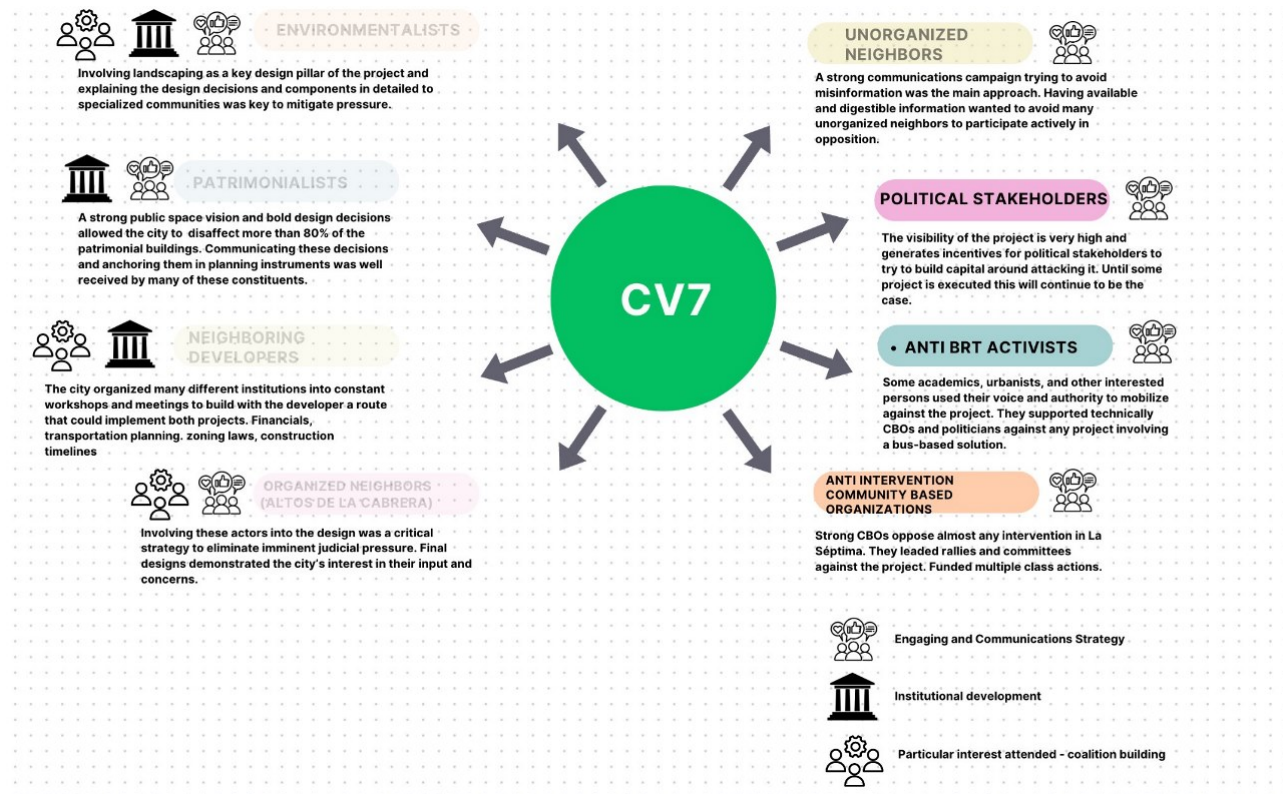 ENVIRONMENTALISTS
Involving landscaping as a key design pillar of the project and
explaining the design decisions and components in detailed to
specialized communities was key to mitigate pressure.
PATRIMONIALISTS
A strong public space vision and bold design decisions
allowed the city to disaffect more than 80% of the
patrimonial buildings. Communicating these decisions
and anchoring them in planning instruments was well
received by many of these constituents.
NEIGHBORING
DEVELOPERS
The city organized many different institutions into constant
workshops and meetings to build with the developer a route
that could implement both projects. Financials,
transportation planning. zoning laws, construction
timelines
ORGANIZED NEIGHBORS
(ALTOS DE LA CABRERA)
Involving these actors into the design was a critical
strategy to eliminate imminent judicial pressure. Final
designs demonstrated the city's interest in their input and
concerns.
CV7
UNORGANIZED
NEIGHBORS
A strong communications campaign trying to avoid
misinformation was the main approach. Having available
and digestible information wanted to avoid many
unorganized neighbors to participate actively in
opposition.
POLITICAL STAKEHOLDERS
The visibility of the project is very high and
generates incentives for political stakeholders to
try to build capital around attacking it. Until some
project is executed this will continue to be the
case.
• ANTI BRT ACTIVISTS
Some academics, urbanists, and other interested
persons used their voice and authority to mobilize
against the project. They supported technically
CBOs and politicians against any project involving
a bus-based solution.
ANTI INTERVENTION
COMMUNITY BASED
ORGANIZATIONS
Strong CBOs oppose almost any intervention in La
Séptima. They leaded rallies and committees
against the project. Funded multiple class actions.
Engaging and Communications Strategy
Institutional development
Particular interest attended - coalition building